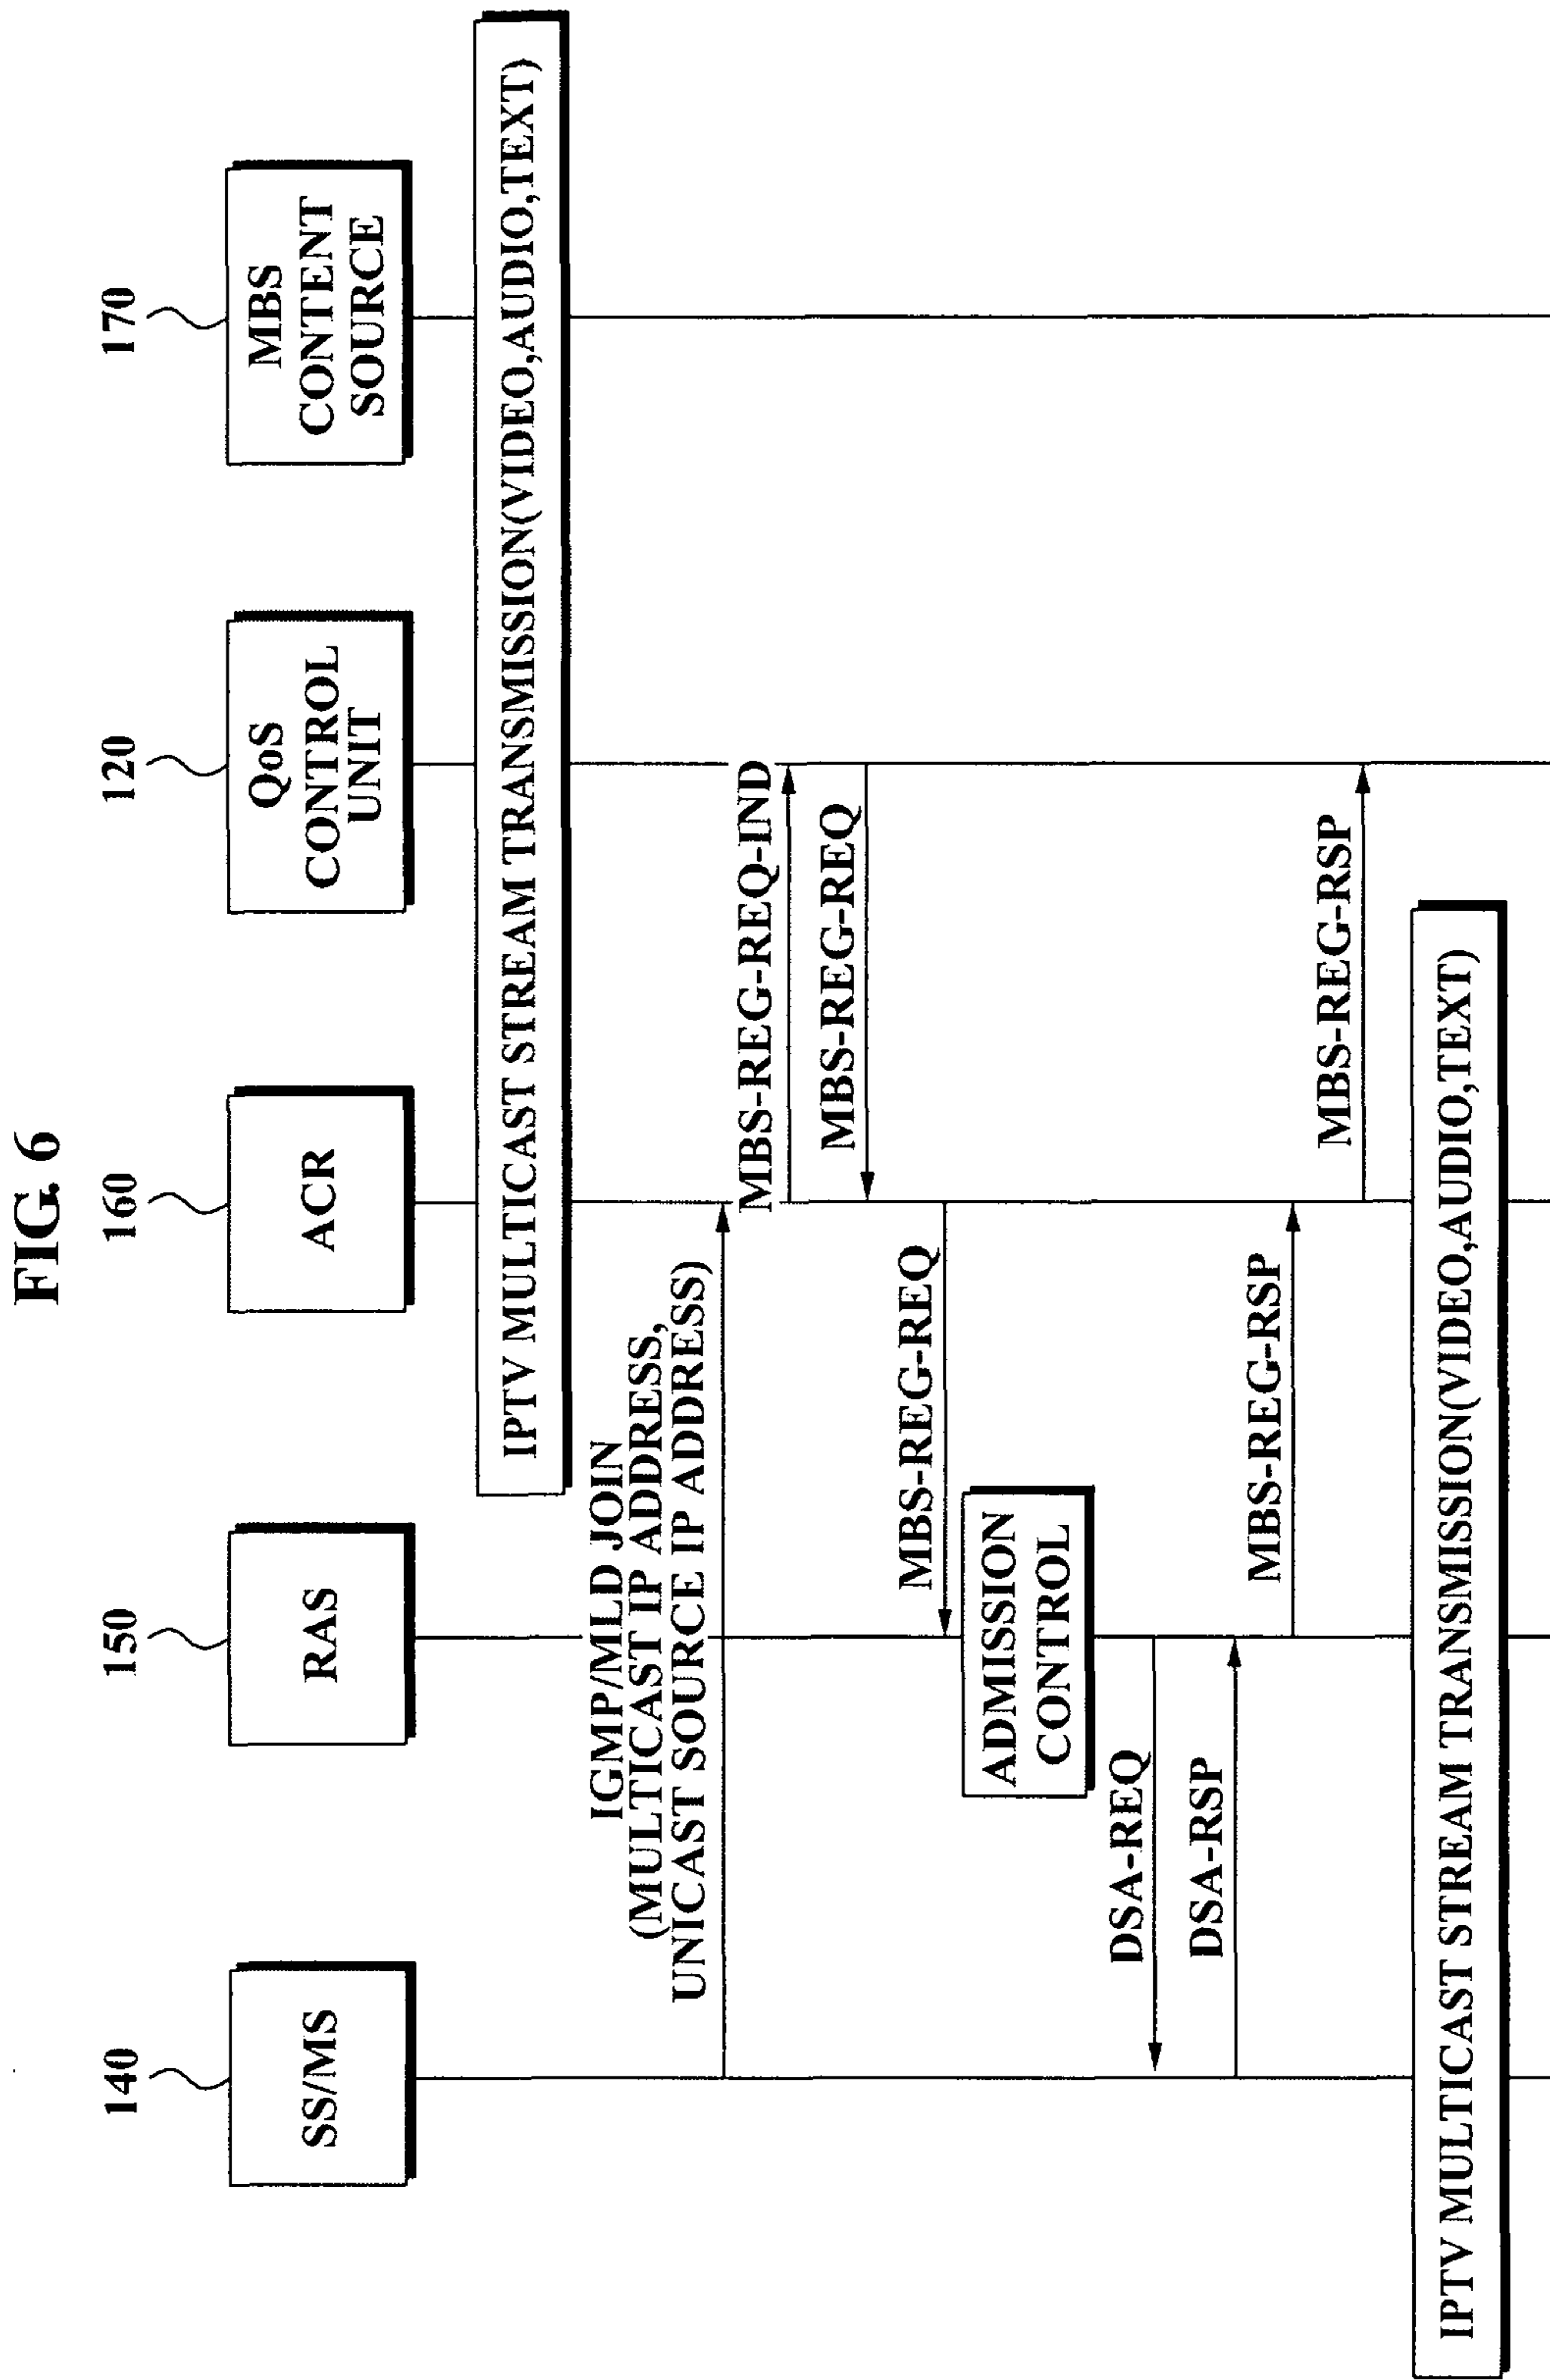 FIG. 6
140
150
160
120
170
SS/MS
RAS
ACR
QoS
CONTROL
UNIT
MBS
CONTENT
SOURCE
IPTV MULTICAST STREAM TRANSMISSION(VIDEO,AUDIO,TEXT)
IGMP/MLD JOIN
(MULTICAST IP ADDRESS,
UNICAST SOURCE IP ADDRESS)
MBS-REG-REQ-IND
MBS-REG-REQ
MBS-REG-REQ
ADMISSION
CONTROL
DSA-REQ
DSA-RSP
MBS-REG-RSP
MBS-REG-RSP
IPTV MULTICAST STREAM TRANSMISSION(VIDEO,AUDIO,TEXT)